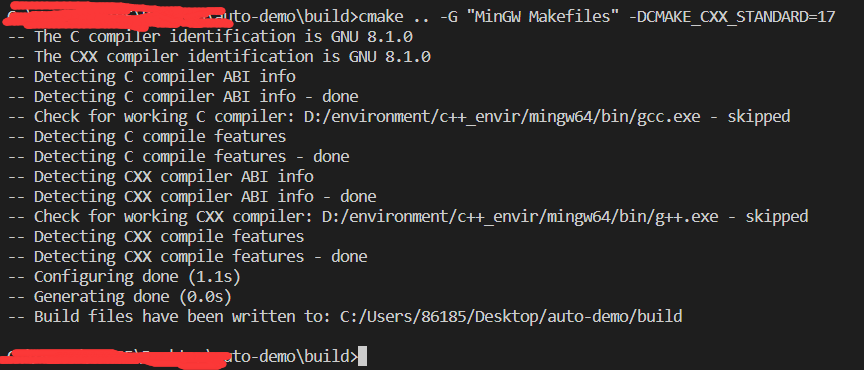 auto-demo\build>cmake .. -G "MinGW Makefiles" -DCMAKE_CXX_STANDARD=17
-- The C compiler identification is GNU 8.1.0
-- The CXX compiler identification is GNU 8.1.0
-- Detecting C compiler ABI info
-- Detecting C compiler ABI info - done
-- Check for working C compiler: D:/environment/c++_envir/mingw64/bin/gcc.exe - skipped
-- Detecting C compile features
-- Detecting C compile features - done
-- Detecting CXX compiler ABI info
-- Detecting CXX compiler ABI info - done
-- Check for working CXX compiler: D:/environment/c++_envir/mingw64/bin/g++.exe - skipped
-- Detecting CXX compile features
-- Detecting CXX compile features - done
-- Configuring done (1.1s)
-- Generating done (0.0s)
-- Build files have been written to: C:/Users/86185/Desktop/auto-demo/build
auto-demo\build>